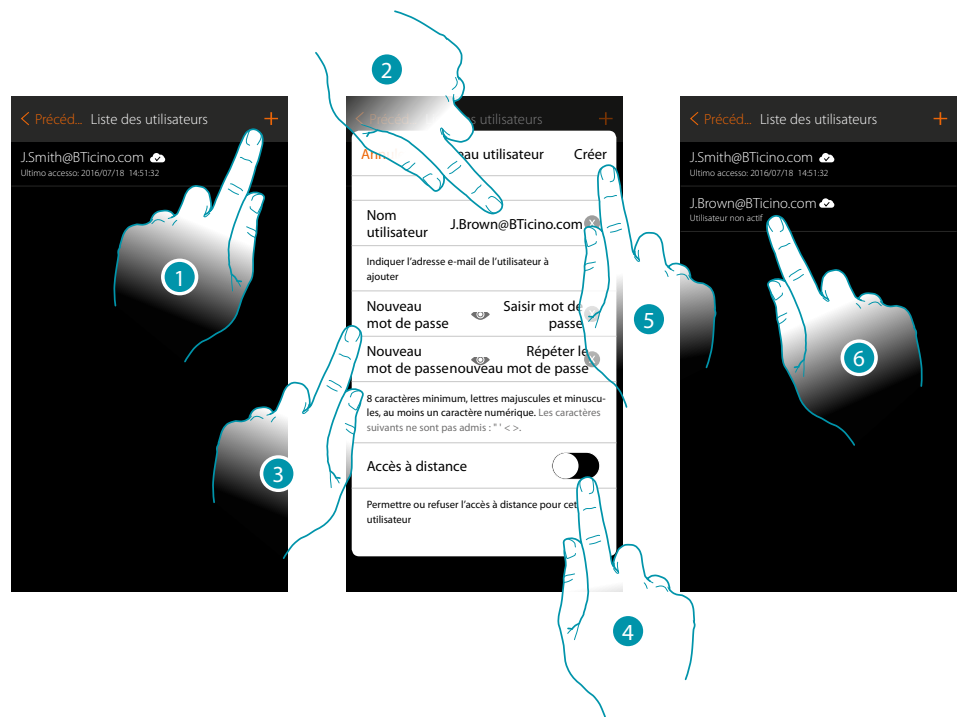 2
< Précéd... Liste des utilisateurs +
J.Smith@BTicino.com
Ultimo accesso: 2016/07/18 14:51:32
1
des utilisateurs +
au utilisateur Créer
Nom
utilisateur
J.Brown@BTicino.com
Indiquer l'adresse e-mail de l'utilisateur à
ajouter
Nouveau
mot de passe
Saisir mot de
passe
Nouveau
mot de passe
Répéter le
nouveau mot de passe
8 caractères minimum, lettres majuscules et minuscu-
les, au moins un caractère numérique. Les caractères
suivants ne sont pas admis : " ' < >.
Accès à distance
Permettre ou refuser l'accès à distance pour cet
utilisateur
3
4
5
< Précéd... Liste des utilisateurs +
J.Smith@BTicino.com
Ultimo accesso: 2016/07/18 14:51:32
J.Brown@BTicino.com
Utilisateur non actif
6